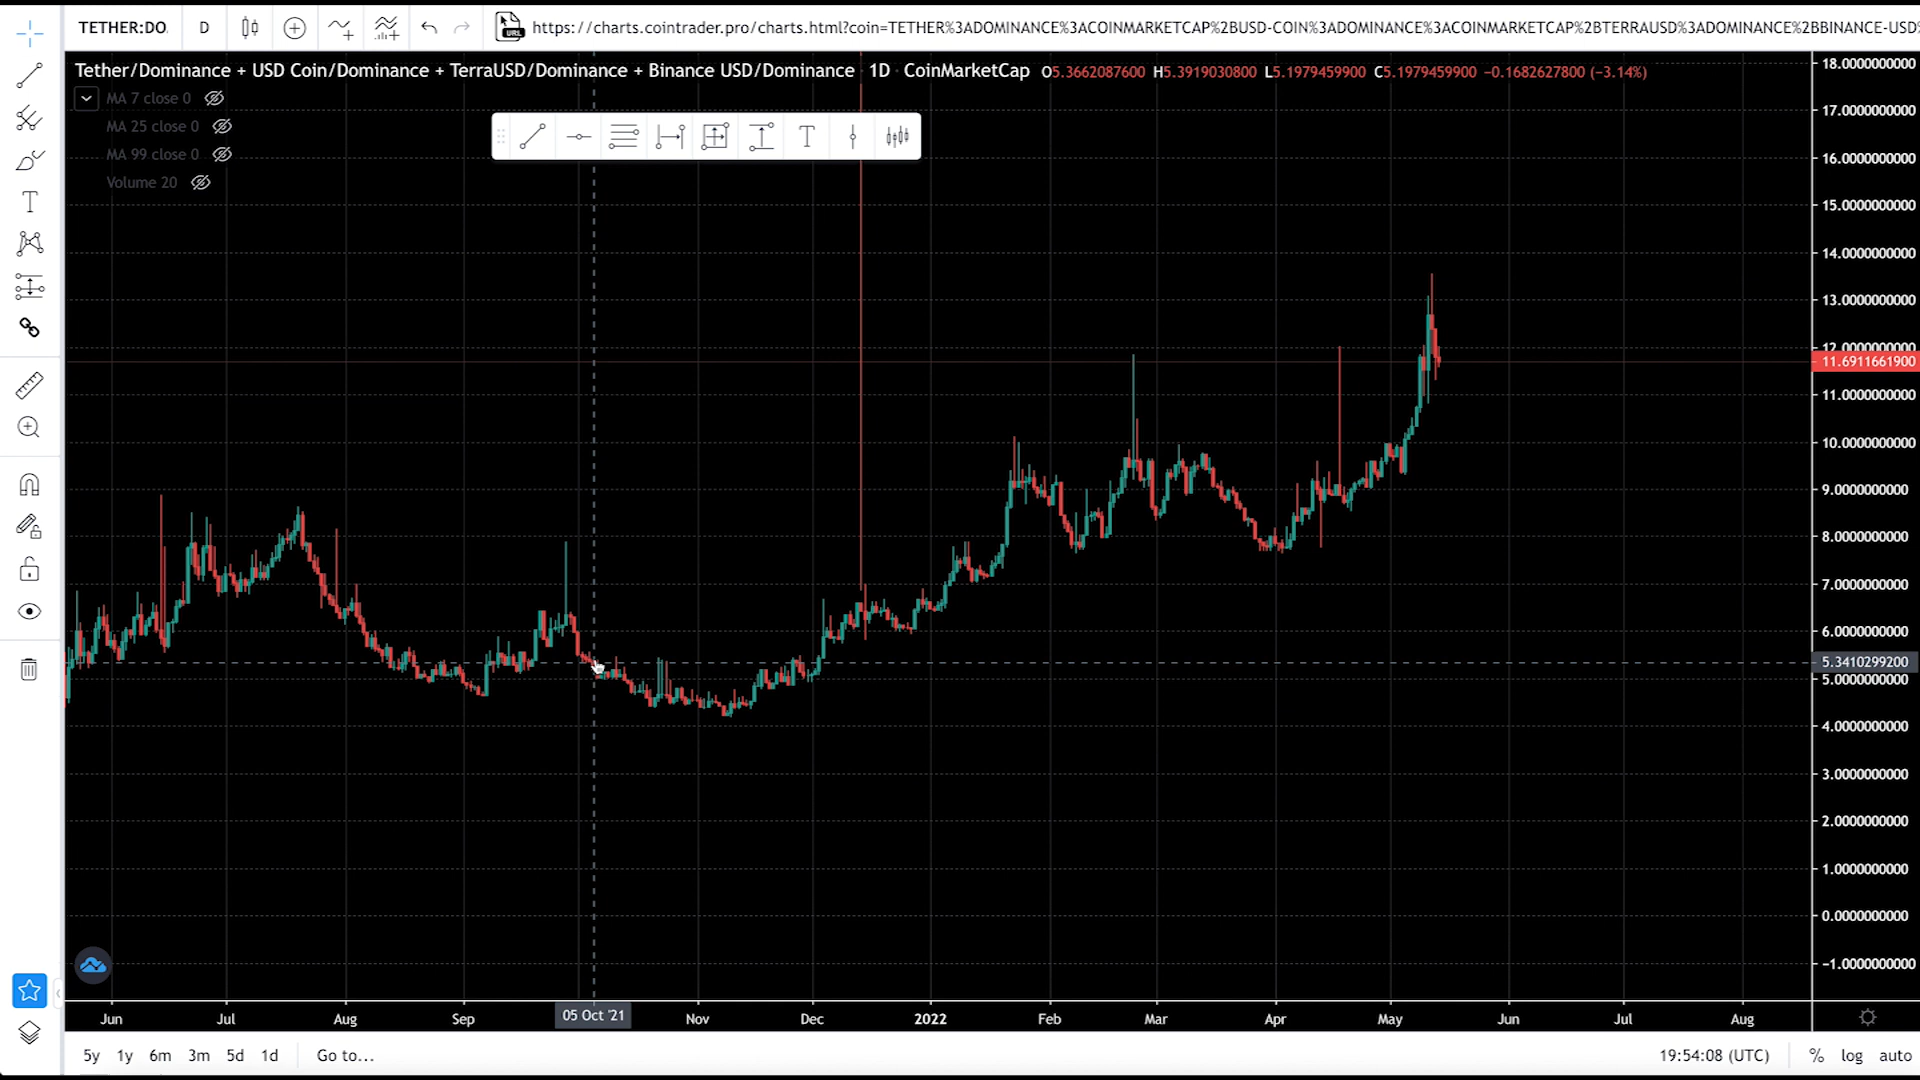 TETHER:DO D https://charts.cointrader.pro/charts.html?coin=TETHER%3ADOMINANCE%3ACOINMARKETCAP%2BUSD-COIN%3ADOMINANCE%3ACOINMARKETCAP%2BTERRAUSD%3ADOMINANCE%2BBINANCE-USD%
URL
Tether/Dominance + USD Coin/Dominance + TerraUSD/Dominance + Binance USD/Dominance 1D CoinMarketCap O5.3662087600 H5.3919030800 L5.1979459900 C5.1979459900 −0.1682627800 (−3.14%)
MA 7 close 0
MA 25 close 0
MA 99 close 0
Volume 20
T
T
18.0000000000
17.0000000000
16.0000000000
15.0000000000
14.0000000000
13.0000000000
12.0000000000
11.6911661900
11.0000000000
10.0000000000
9.0000000000
8.0000000000
7.0000000000
6.0000000000
5.3410299200
5.0000000000
4.0000000000
3.0000000000
2.0000000000
1.0000000000
0.0000000000
−1.0000000000
Jun Jul Aug Sep 05 Oct '21 Nov Dec 2022 Feb Mar Apr May Jun Jul Aug
5y 1y 6m 3m 5d 1d Go to... 19:54:08 (UTC) % log auto